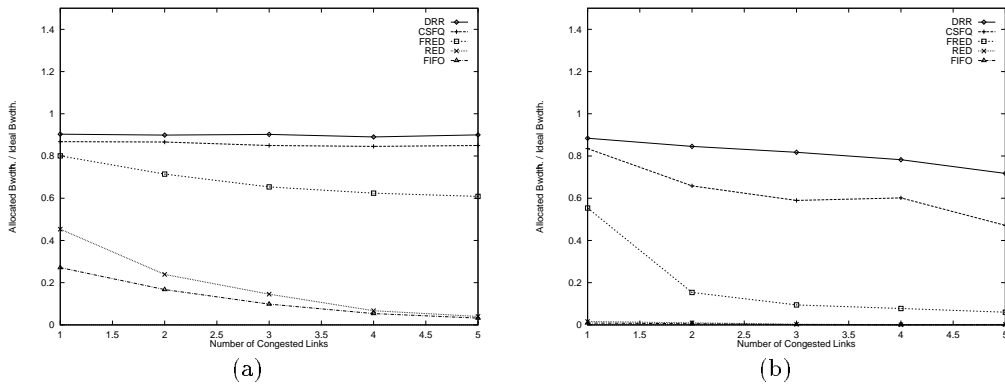 1.4
1.2
1
0.8
0.6
0.4
0.2
0
Allocated Bwdth. / Ideal Bwdth.
DRR
CSFQ
FRED
RED
FIFO
1 1.5 2 2.5 3 3.5 4 4.5 5
Number of Congested Links
(a)
1.4
1.2
1
0.8
0.6
0.4
0.2
0
Allocated Bwdth. / Ideal Bwdth.
DRR
CSFQ
FRED
RED
FIFO
1 1.5 2 2.5 3 3.5 4 4.5 5
Number of Congested Links
(b)